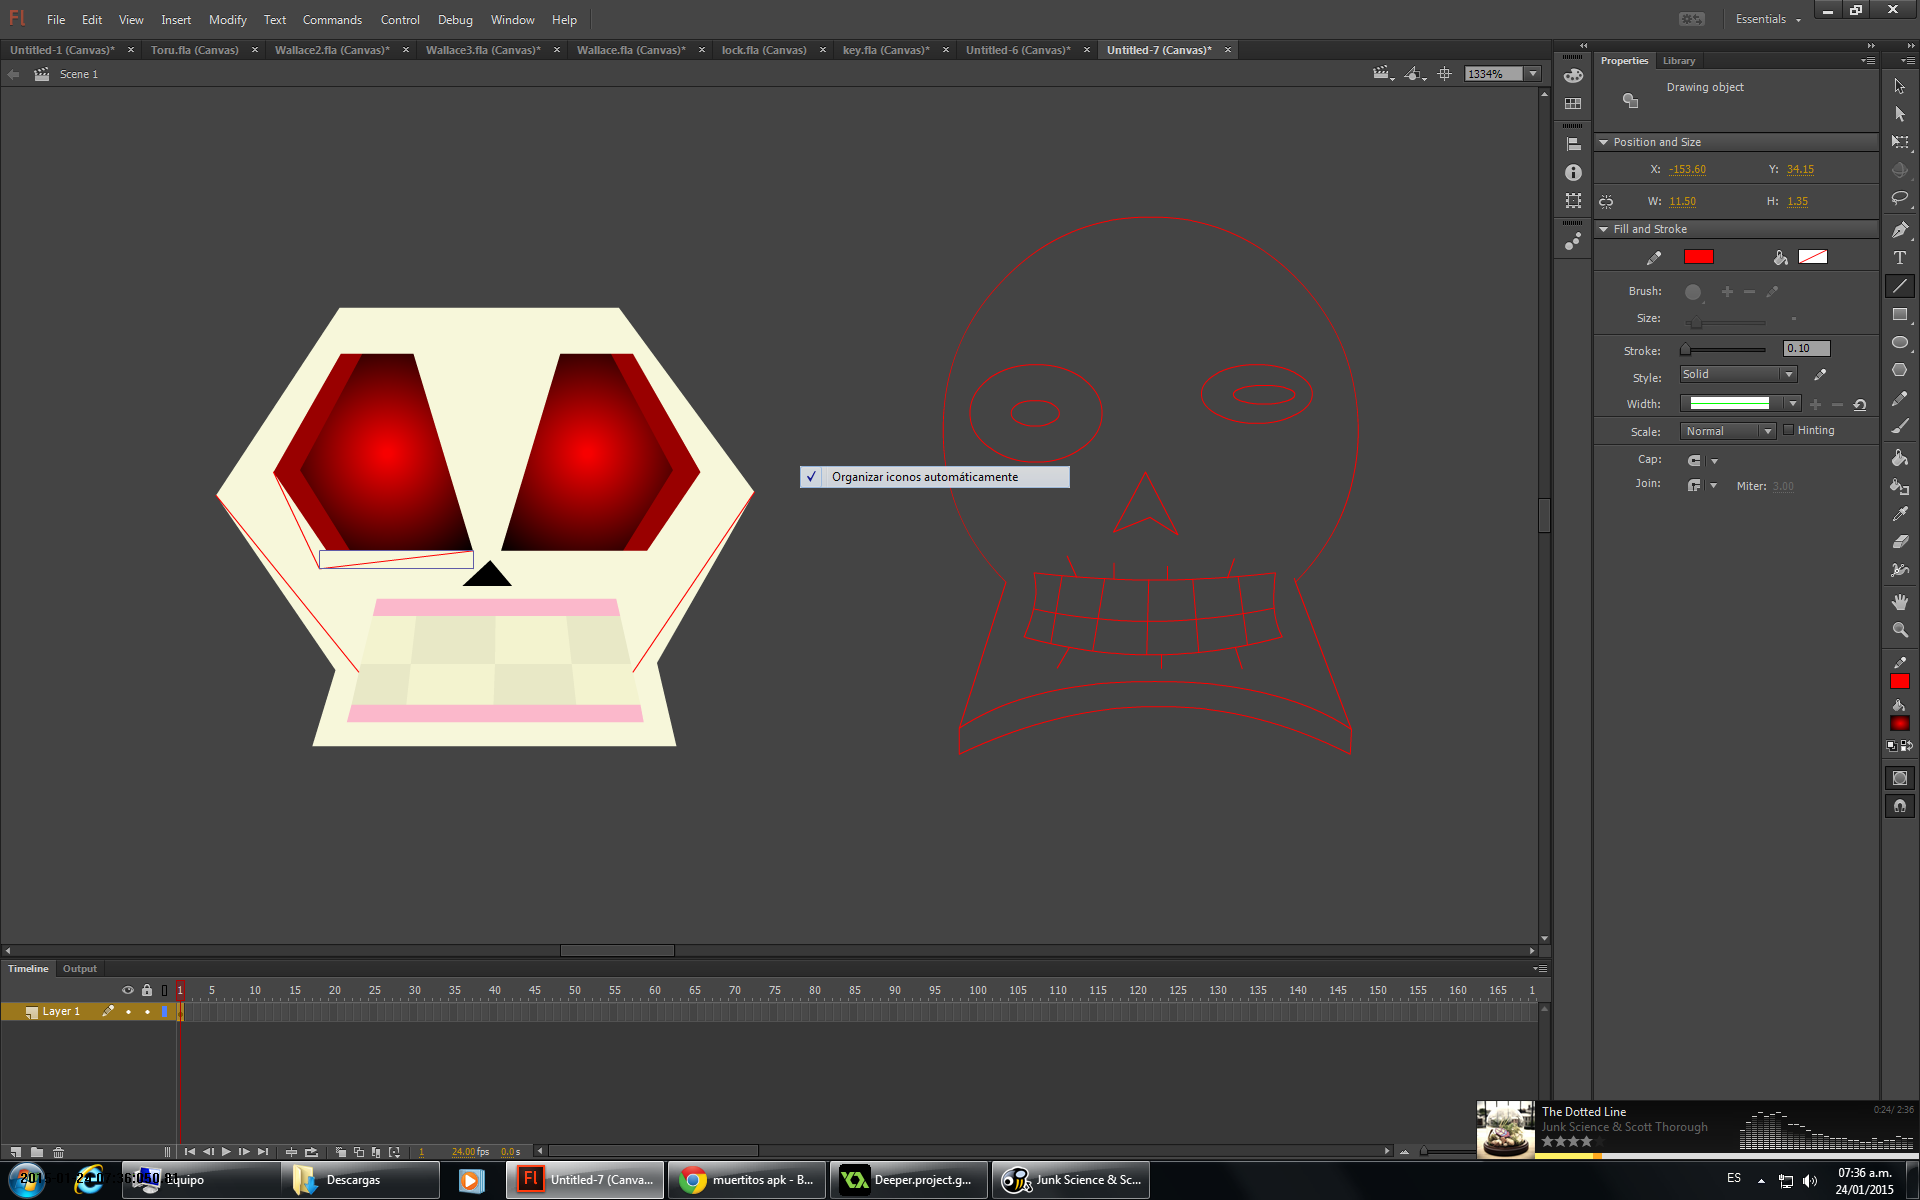 Fl File Edit View Insert Modify Text Commands Control Debug Window Help Essentials
Untitled-1 (Canvas)* Toru.fla (Canvas) Wallace2.fla (Canvas)* Wallace3.fla (Canvas)* Wallace.fla (Canvas)* lock.fla (Canvas) key.fla (Canvas)* Untitled-6 (Canvas)* Untitled-7 (Canvas)*
Scene 1 1334%
Properties Library
Drawing object
Position and Size
X: -153.60 Y: 34.15
W: 11.50 H: 1.35
Fill and Stroke
Brush:
Size: -
Stroke: 0.10
Style: Solid
Width:
Scale: Normal Hinting
Cap:
Join: Miter: 3.00
✓ Organizar iconos automáticamente
Timeline Output
1 5 10 15 20 25 30 35 40 45 50 55 60 65 70 75 80 85 90 95 100 105 110 115 120 125 130 135 140 145 150 155 160 165 1
Layer 1
1 24.00 fps 0.0 s
The Dotted Line 0:24/ 2:36
Junk Science & Scott Thorough
Equipo Descargas Untitled-7 (Canva... muertitos apk - B... Deeper.project.g... Junk Science & Sc... ES 07:36 a.m.
24/01/2015